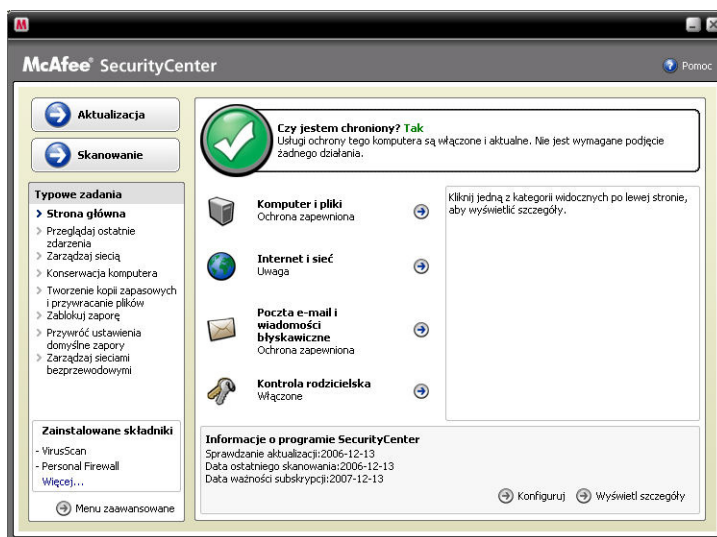 McAfee® SecurityCenter
Pomoc
Aktualizacja
Skanowanie
Typowe zadania
Strona główna
Przeglądaj ostatnie
zdarzenia
Zarządzaj siecią
Konserwacja komputera
Tworzenie kopii zapasowych
i przywracanie plików
Zablokuj zaporę
Przywróć ustawienia
domyślne zapory
Zarządzaj sieciami
bezprzewodowymi
Zainstalowane składniki
- VirusScan
- Personal Firewall
Więcej...
Menu zaawansowane
Czy jestem chroniony? Tak
Usługi ochrony tego komputera są włączone i aktualne. Nie jest wymagane podjęcie
żadnego działania.
Komputer i pliki
Ochrona zapewniona
Internet i sieć
Uwaga
Poczta e-mail i
wiadomości
błyskawiczne
Ochrona zapewniona
Kontrola rodzicielska
Włączone
Kliknij jedną z kategorii widocznych po lewej stronie,
aby wyświetlić szczegóły.
Informacje o programie SecurityCenter
Sprawdzanie aktualizacji:2006-12-13
Data ostatniego skanowania:2006-12-13
Data ważności subskrypcji:2007-12-13
Konfiguruj
Wyświetl szczegóły